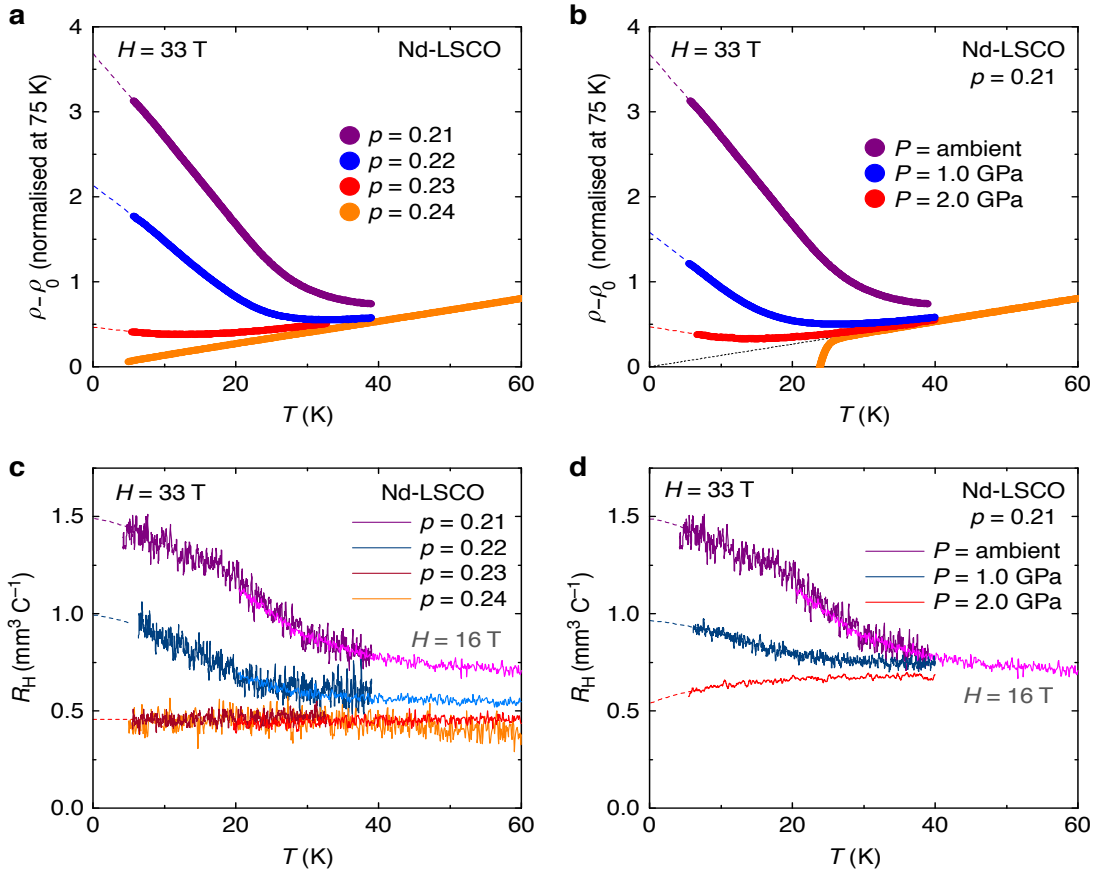 a
H = 33 T
Nd-LSCO
p = 0.21
p = 0.22
p = 0.23
p = 0.24
ρ–ρ0 (normalised at 75 K)
4
3
2
1
0
0
20
40
60
T (K)
b
H = 33 T
Nd-LSCO
p = 0.21
P = ambient
P = 1.0 GPa
P = 2.0 GPa
ρ–ρ0 (normalised at 75 K)
4
3
2
1
0
0
20
40
60
T (K)
c
H = 33 T
Nd-LSCO
p = 0.21
p = 0.22
p = 0.23
p = 0.24
H = 16 T
RH (mm³ C⁻¹)
1.5
1.0
0.5
0.0
0
20
40
60
T (K)
d
H = 33 T
Nd-LSCO
p = 0.21
P = ambient
P = 1.0 GPa
P = 2.0 GPa
H = 16 T
RH (mm³ C⁻¹)
1.5
1.0
0.5
0.0
0
20
40
60
T (K)